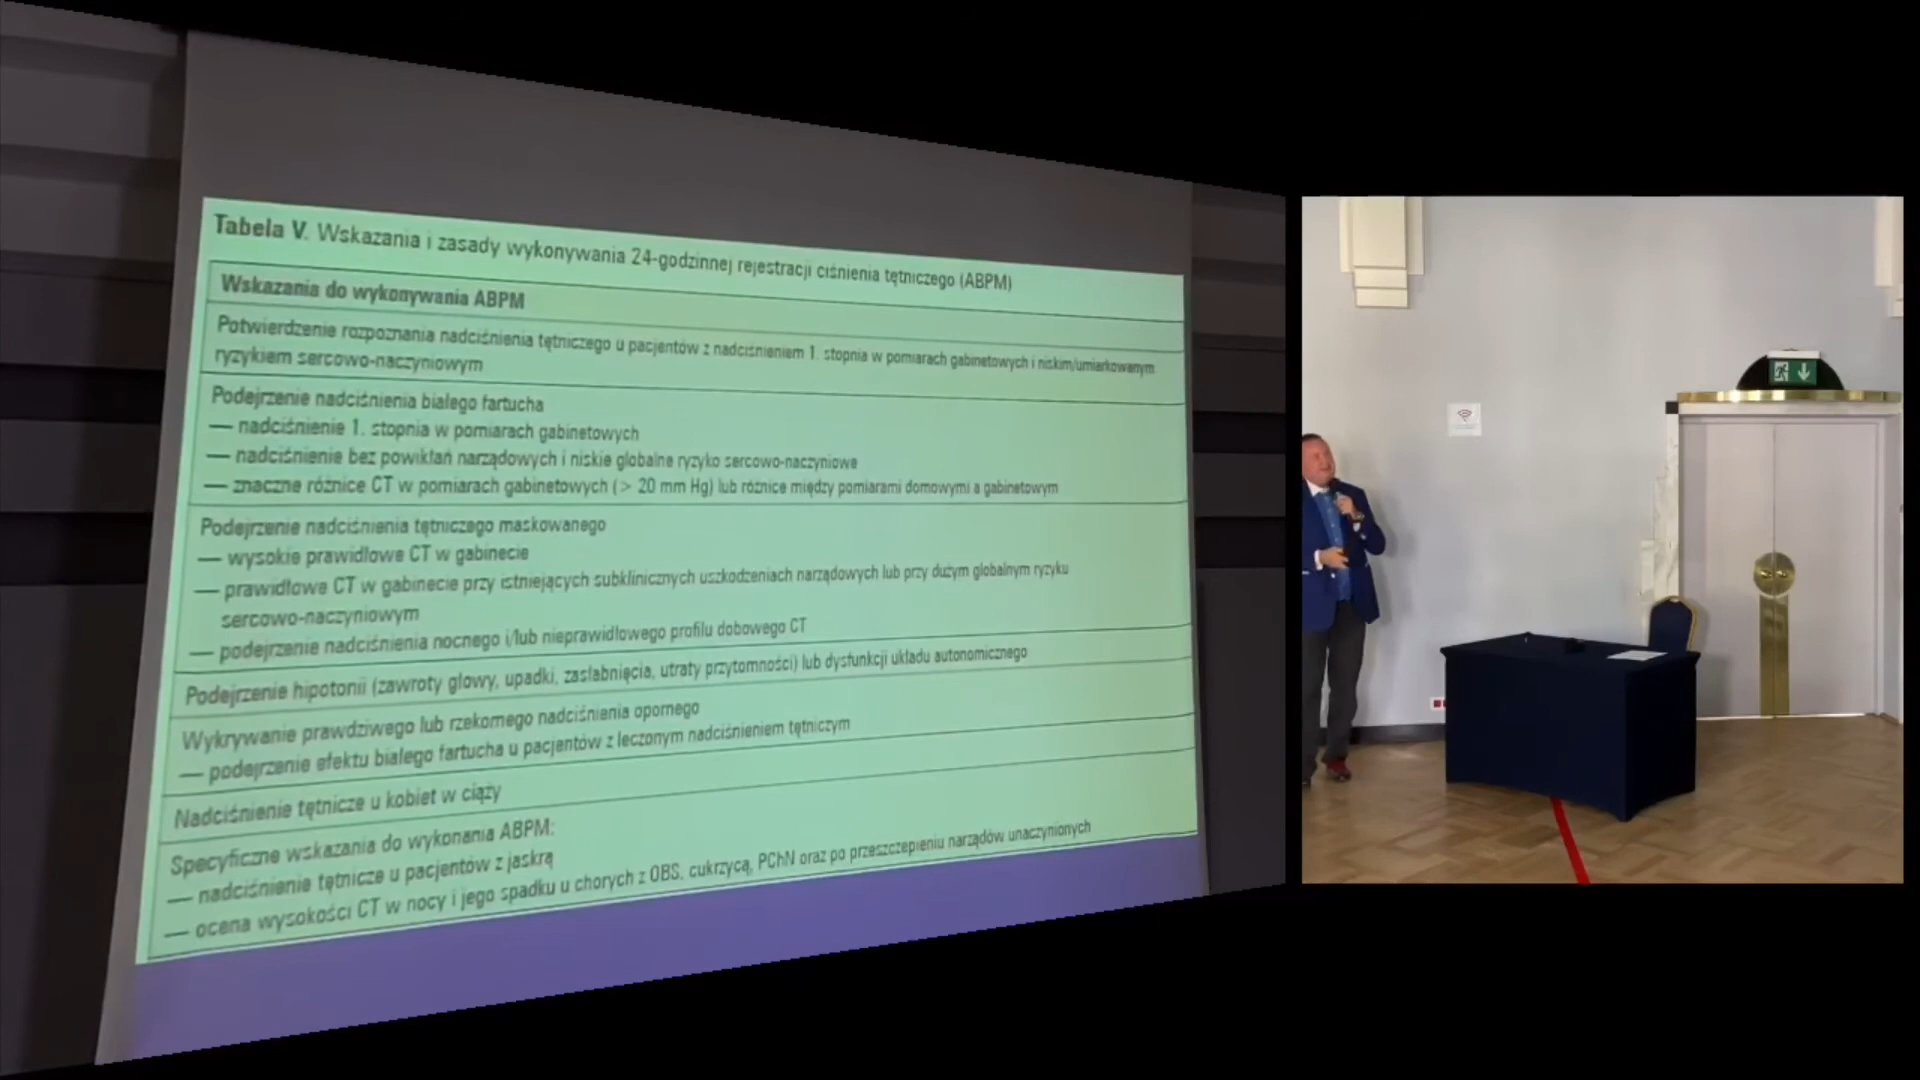 Tabela V. Wskazania i zasady wykonywania 24-godzinnej rejestracji ciśnienia tętniczego (ABPM)
Wskazania do wykonywania ABPM
Potwierdzenie rozpoznania nadciśnienia tętniczego u pacjentów z nadciśnieniem 1. stopnia w pomiarach gabinetowych i niskim/umiarkowanym
ryzykiem sercowo-naczyniowym
Podejrzenie nadciśnienia białego fartucha
— nadciśnienie 1. stopnia w pomiarach gabinetowych
— nadciśnienie bez powikłań narządowych i niskie globalne ryzyko sercowo-naczyniowe
— znaczne różnice CT w pomiarach gabinetowych (> 20 mm Hg) lub różnice między pomiarami domowymi a gabinetowym
Podejrzenie nadciśnienia tętniczego maskowanego
— wysokie prawidłowe CT w gabinecie
— prawidłowe CT w gabinecie przy istniejących subklinicznych uszkodzeniach narządowych lub przy dużym globalnym ryzyku
sercowo-naczyniowym
— podejrzenie nadciśnienia nocnego i/lub nieprawidłowego profilu dobowego CT
Podejrzenie hipotonii (zawroty głowy, upadki, zasłabnięcia, utraty przytomności) lub dysfunkcji układu autonomicznego
Wykrywanie prawdziwego lub rzekomego nadciśnienia opornego
— podejrzenie efektu białego fartucha u pacjentów z leczonym nadciśnieniem tętniczym
Nadciśnienie tętnicze u kobiet w ciąży
Specyficzne wskazania do wykonania ABPM:
— nadciśnienie tętnicze u pacjentów z jaskrą
— ocena wysokości CT w nocy i jego spadku u chorych z OBS, cukrzycą, PChN oraz po przeszczepieniu narządów unaczynionych